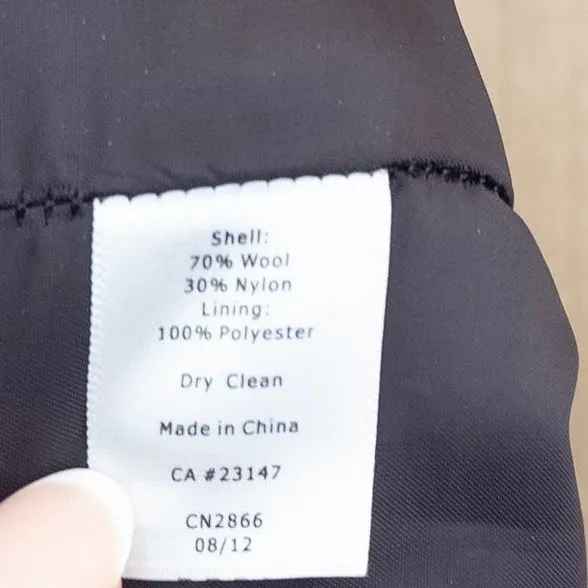 Shell:
70% Wool
30% Nylon
Lining:
100% Polyester
Dry Clean
Made in China
CA #23147
CN2866
08/12